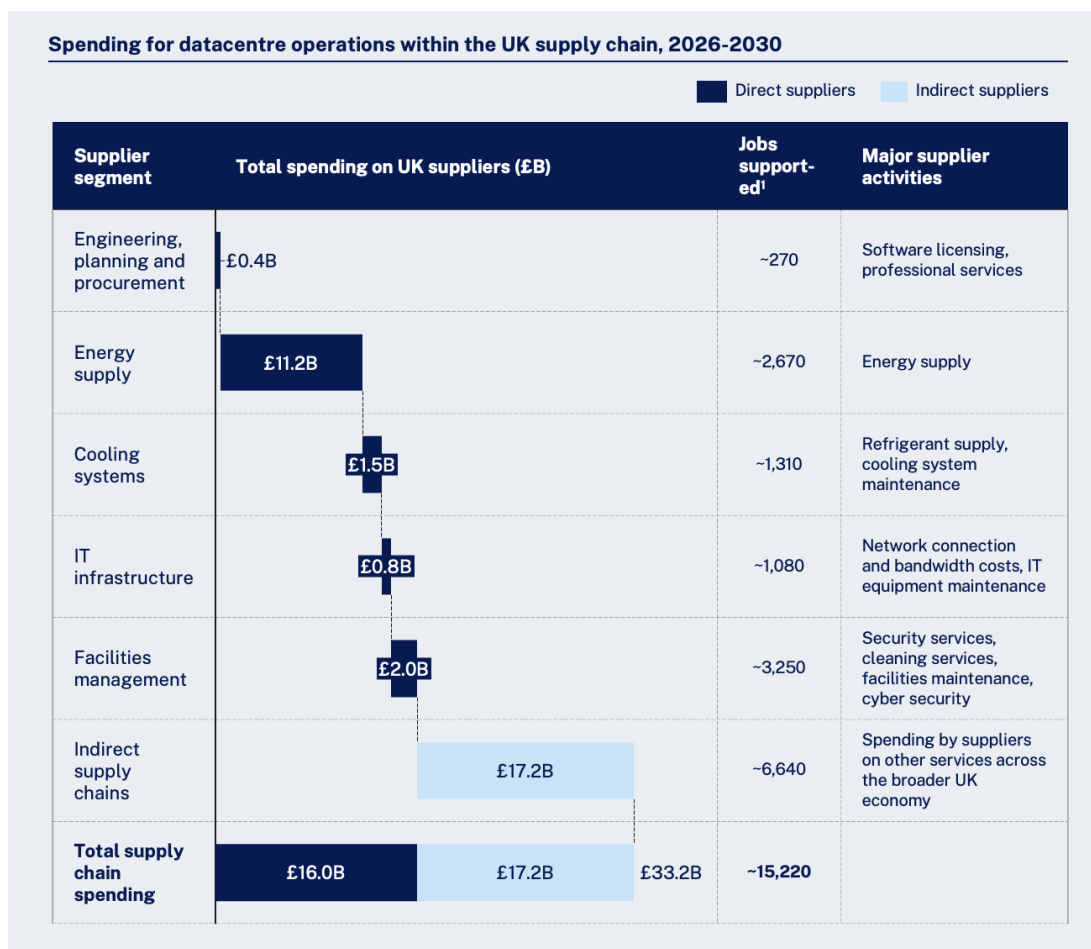 Spending for datacentre operations within the UK supply chain, 2026-2030
Direct suppliers
Indirect suppliers
Supplier
segment
Total spending on UK suppliers (£B)
Jobs
support-
ed¹
Major supplier
activities
Engineering,
planning and
procurement
£0.4B
~270
Software licensing,
professional services
Energy
supply
£11.2B
~2,670
Energy supply
Cooling
systems
£1.5B
~1,310
Refrigerant supply,
cooling system
maintenance
IT
infrastructure
£0.8B
~1,080
Network connection
and bandwidth costs, IT
equipment maintenance
Facilities
management
£2.0B
~3,250
Security services,
cleaning services,
facilities maintenance,
cyber security
Indirect
supply
chains
£17.2B
~6,640
Spending by suppliers
on other services across
the broader UK
economy
Total supply
chain
spending
£16.0B
£17.2B
£33.2B
~15,220